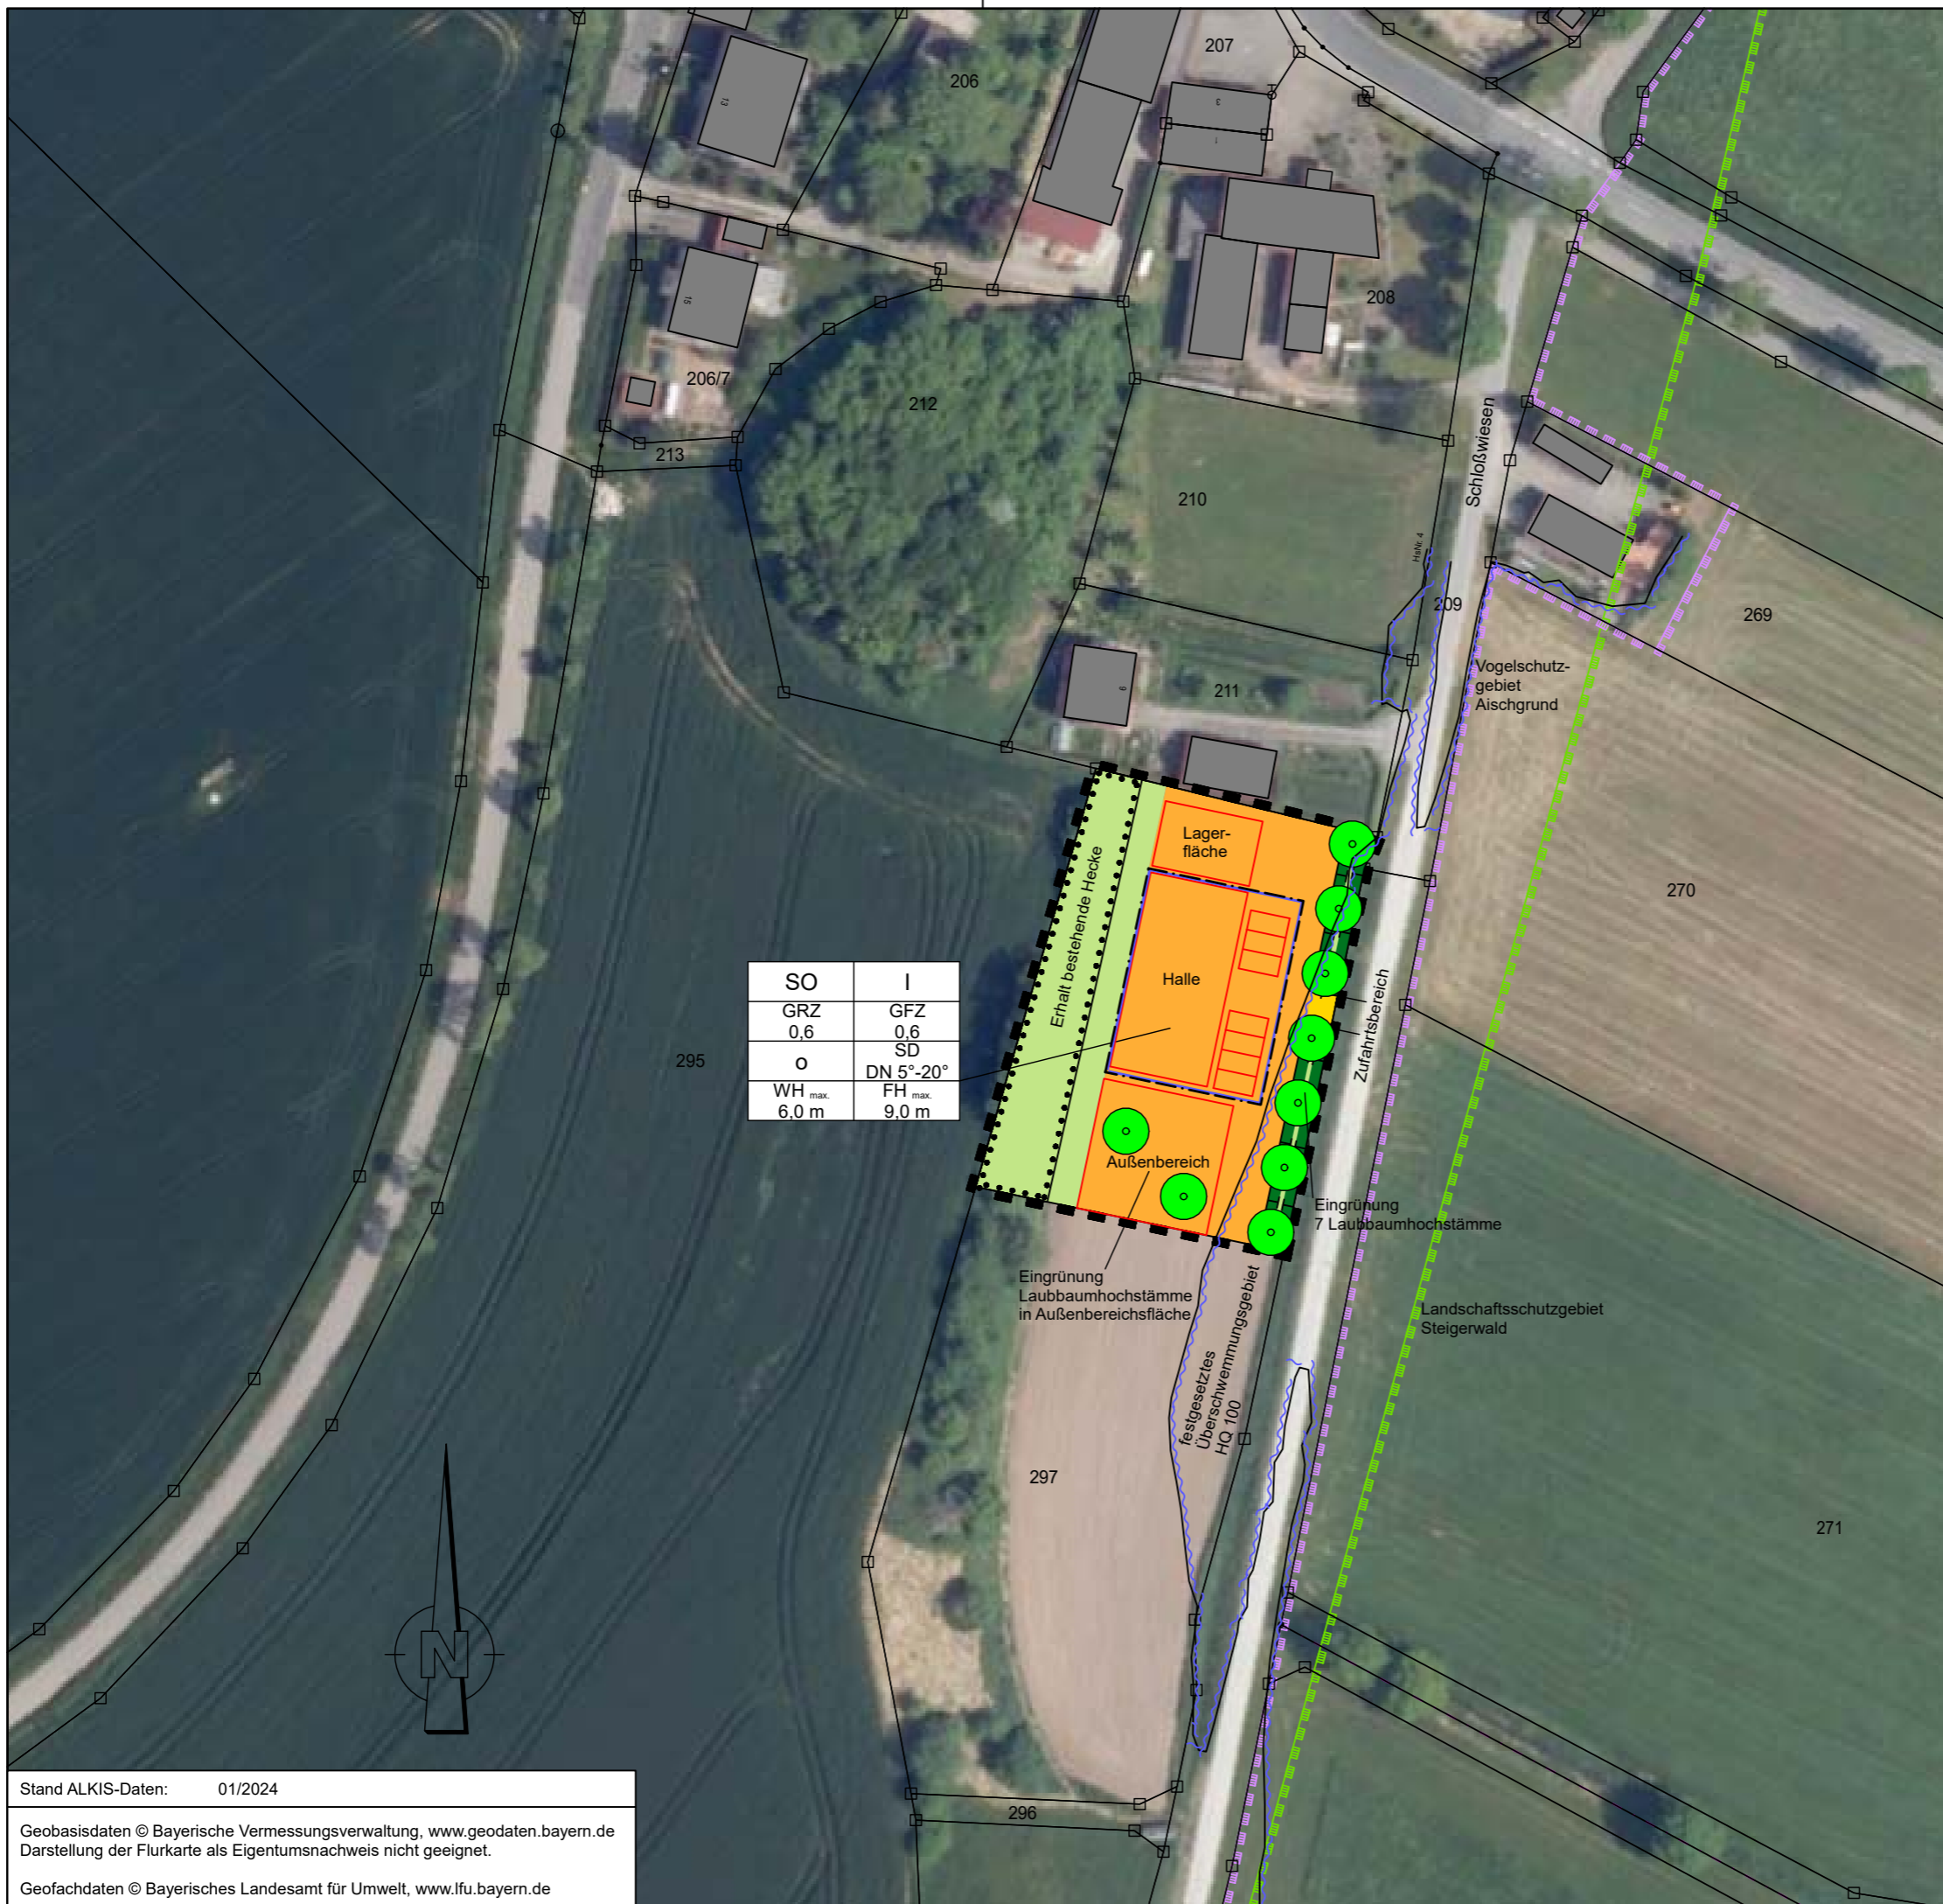 207
206
13
3
1
15
208
206/7
212
213
210
Schloßwiesen
HsNr. 4
209
269
Vogelschutz-
gebiet
Aischgrund
9
211
Lager-
fläche
270
Erhalt bestehende Hecke
Halle
Zufahrtsbereich
SO I
GRZ GFZ
0,6 0,6
o SD
DN 5°-20°
WH max. FH max.
6,0 m 9,0 m
295
Außenbereich
Eingrünung
7 Laubbaumhochstämme
Eingrünung
Laubbaumhochstämme
in Außenbereichsfläche
festgesetztes
Überschwemmungsgebiet
HQ 100
Landschaftsschutzgebiet
Steigerwald
297
271
N
296
Stand ALKIS-Daten: 01/2024
Geobasisdaten © Bayerische Vermessungsverwaltung, www.geodaten.bayern.de
Darstellung der Flurkarte als Eigentumsnachweis nicht geeignet.
Geofachdaten © Bayerisches Landesamt für Umwelt, www.lfu.bayern.de